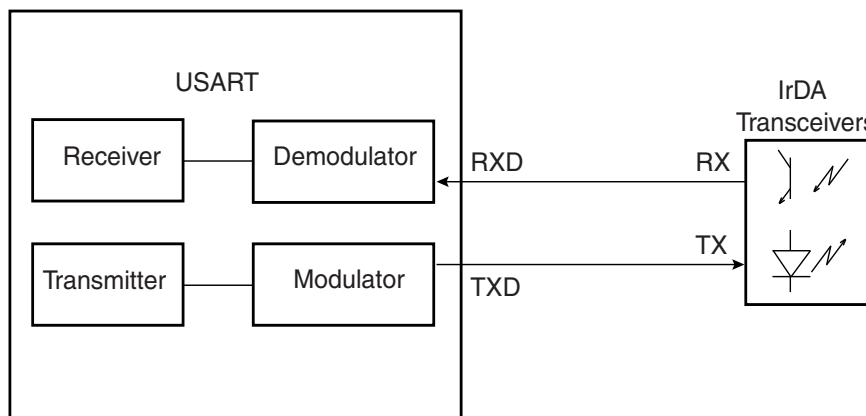 USART
IrDA
Transceivers
Receiver
Demodulator
RXD
RX
Transmitter
Modulator
TXD
TX